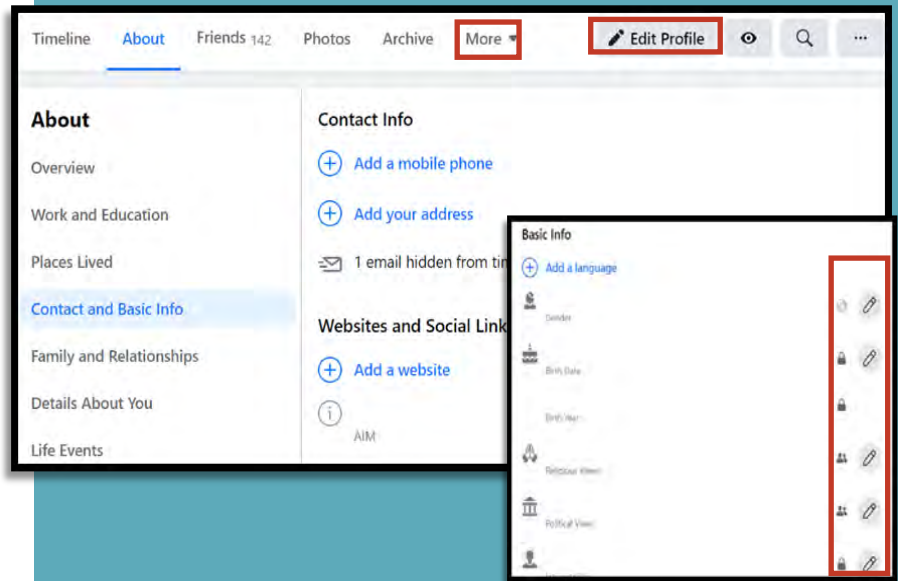 Timeline About Friends 142 Photos Archive More Edit Profile ...
About
Overview
Work and Education
Places Lived
Contact and Basic Info
Family and Relationships
Details About You
Life Events
Contact Info
Add a mobile phone
Add your address
1 email hidden from
Websites and Social Link
Add a website
AIM
Basic Info
Add a language
Gender
Birth Date
Birth Year
Religious Views
Political Views